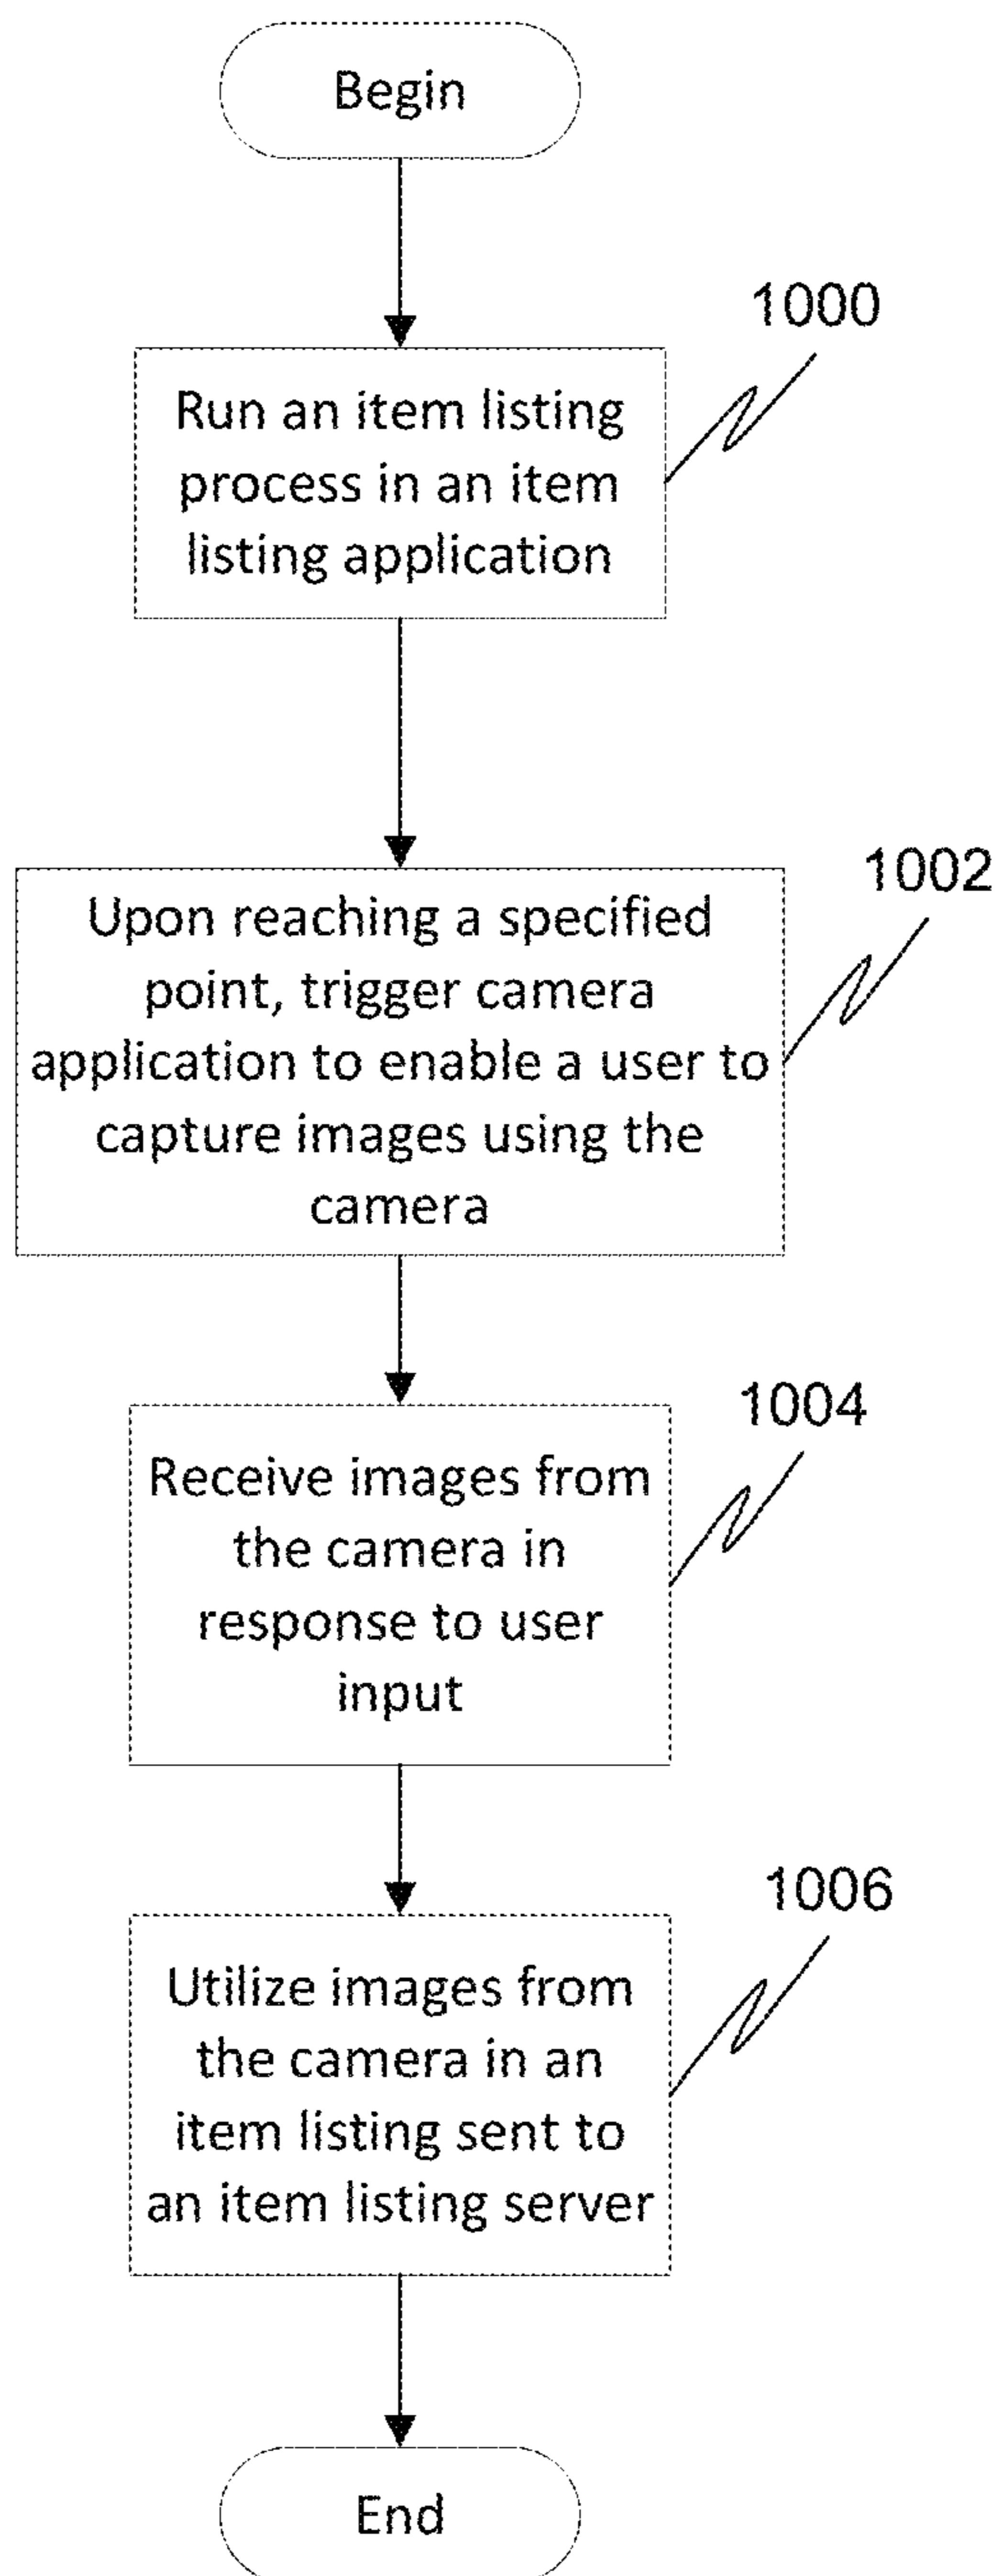 Begin
1000
Run an item listing
process in an item
listing application
1002
Upon reaching a specified
point, trigger camera
application to enable a user to
capture images using the
camera
1004
Receive images from
the camera in
response to user
input
1006
Utilize images from
the camera in an
item listing sent to
an item listing server
End